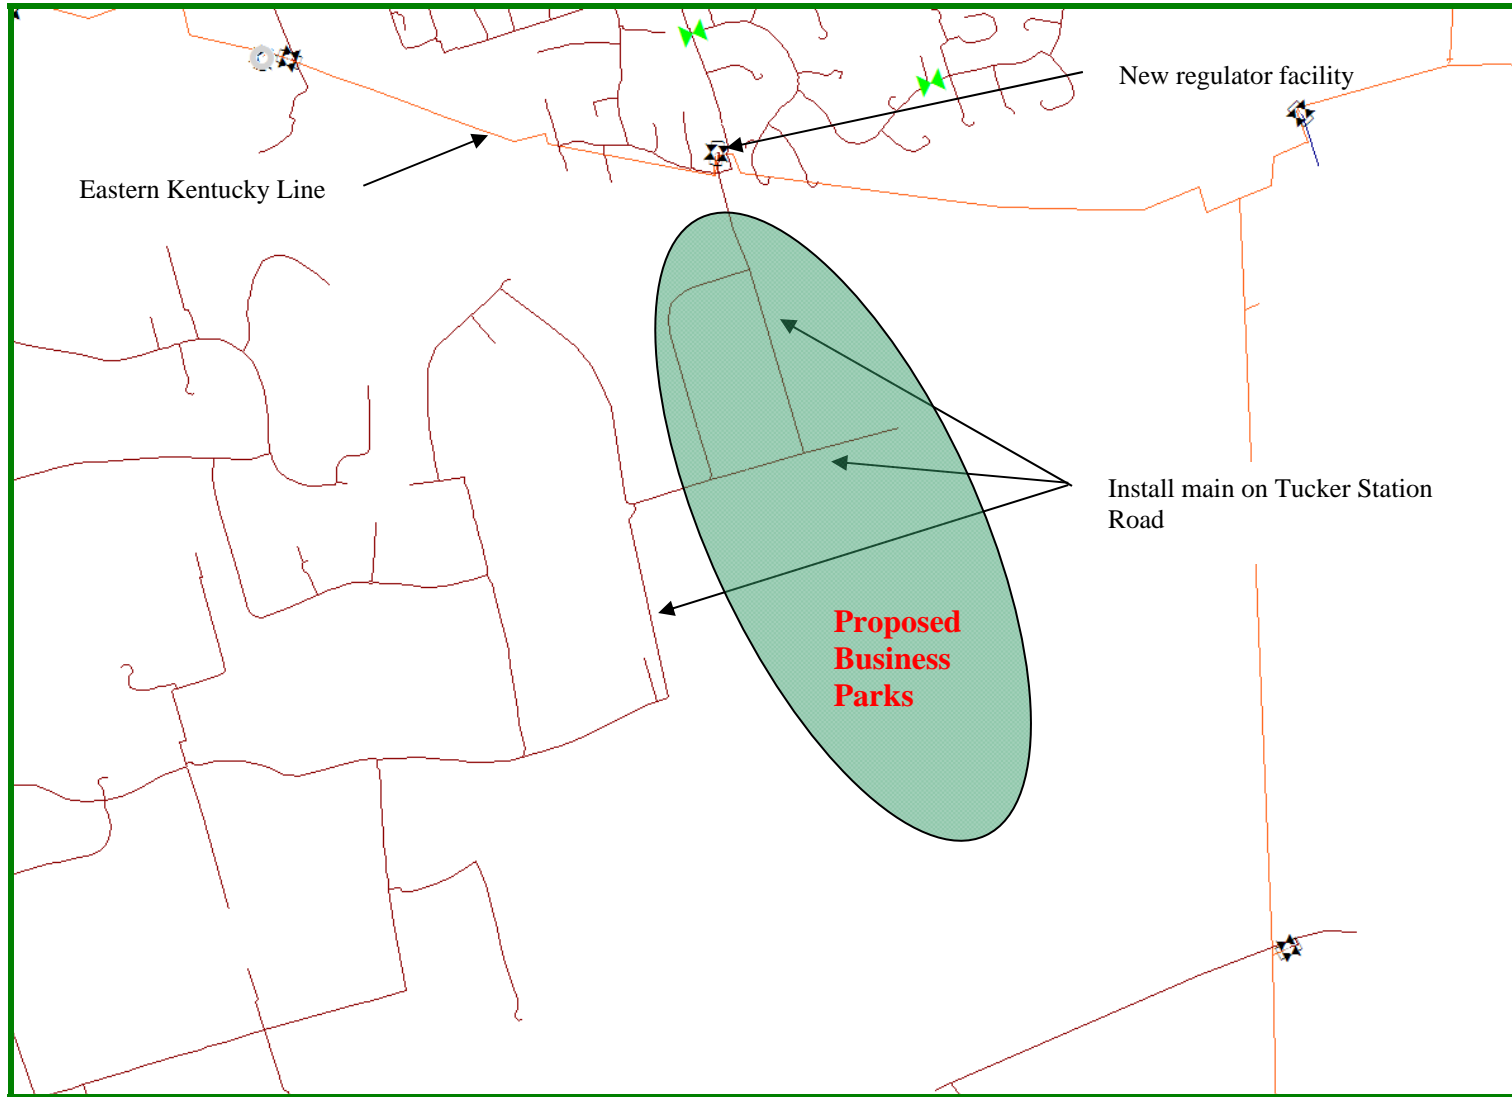 New regulator facility
Eastern Kentucky Line
Install main on Tucker Station
Road
Proposed
Business
Parks